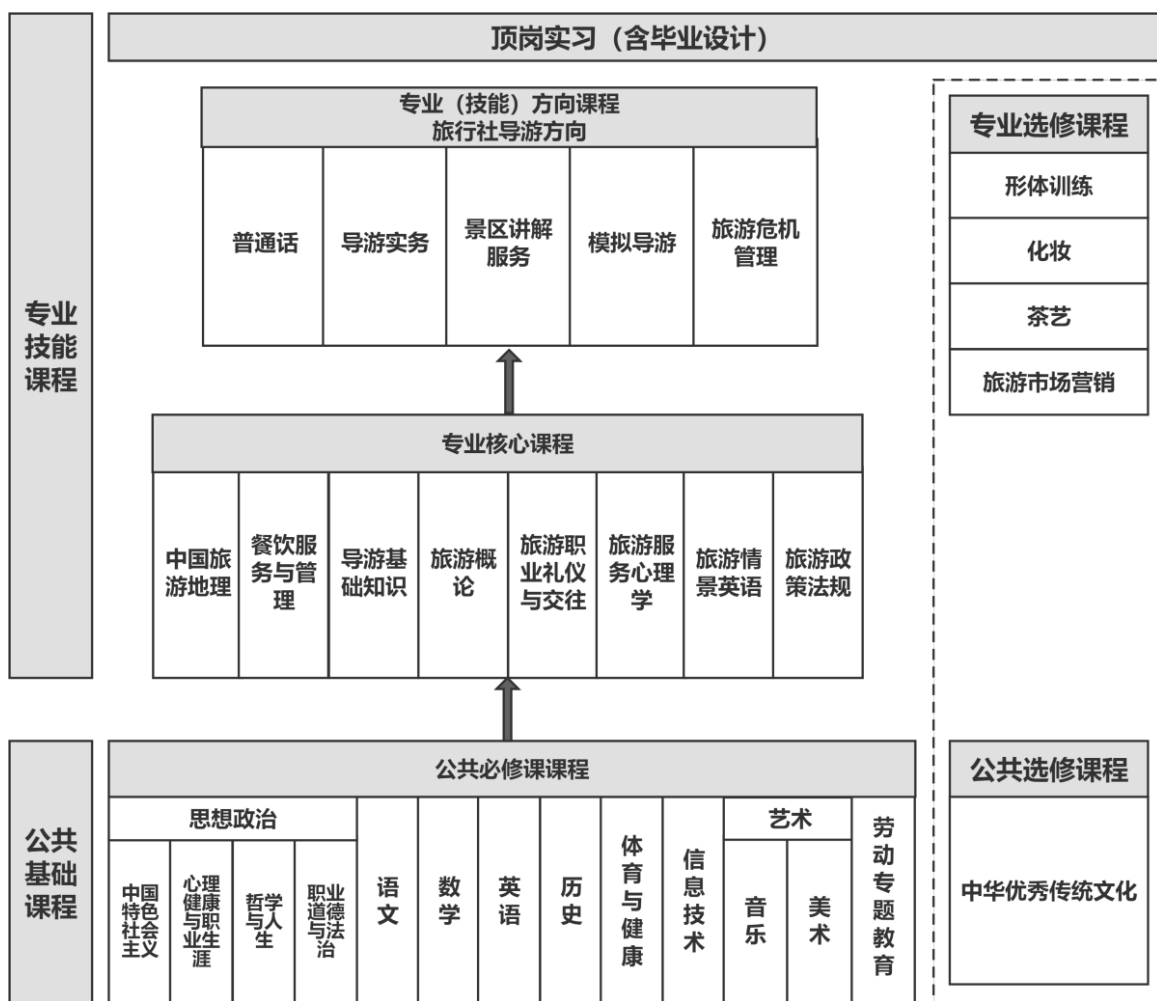 顶岗实习（含毕业设计）
专业
技能
课程
专业（技能）方向课程
旅行社导游方向
普通话
导游实务
景区讲解
服务
模拟导游
旅游危机
管理
专业选修课程
形体训练
化妆
茶艺
旅游市场营销
专业核心课程
中国旅
游地理
餐饮服
务与管
理
导游基
础知识
旅游概
论
旅游职
业礼仪
与交往
旅游服
务心理
学
旅游情
景英语
旅游政
策法规
公共
基础
课程
公共必修课课程
思想政治
中国
特色
社会
主义
心理
健康
与职
业生
涯
哲学
与人
生
职业
道德
与法
治
语文
数学
英语
历史
体育与健康
信息技术
艺术
音乐
美术
劳动专题教育
公共选修课程
中华优秀传统文化